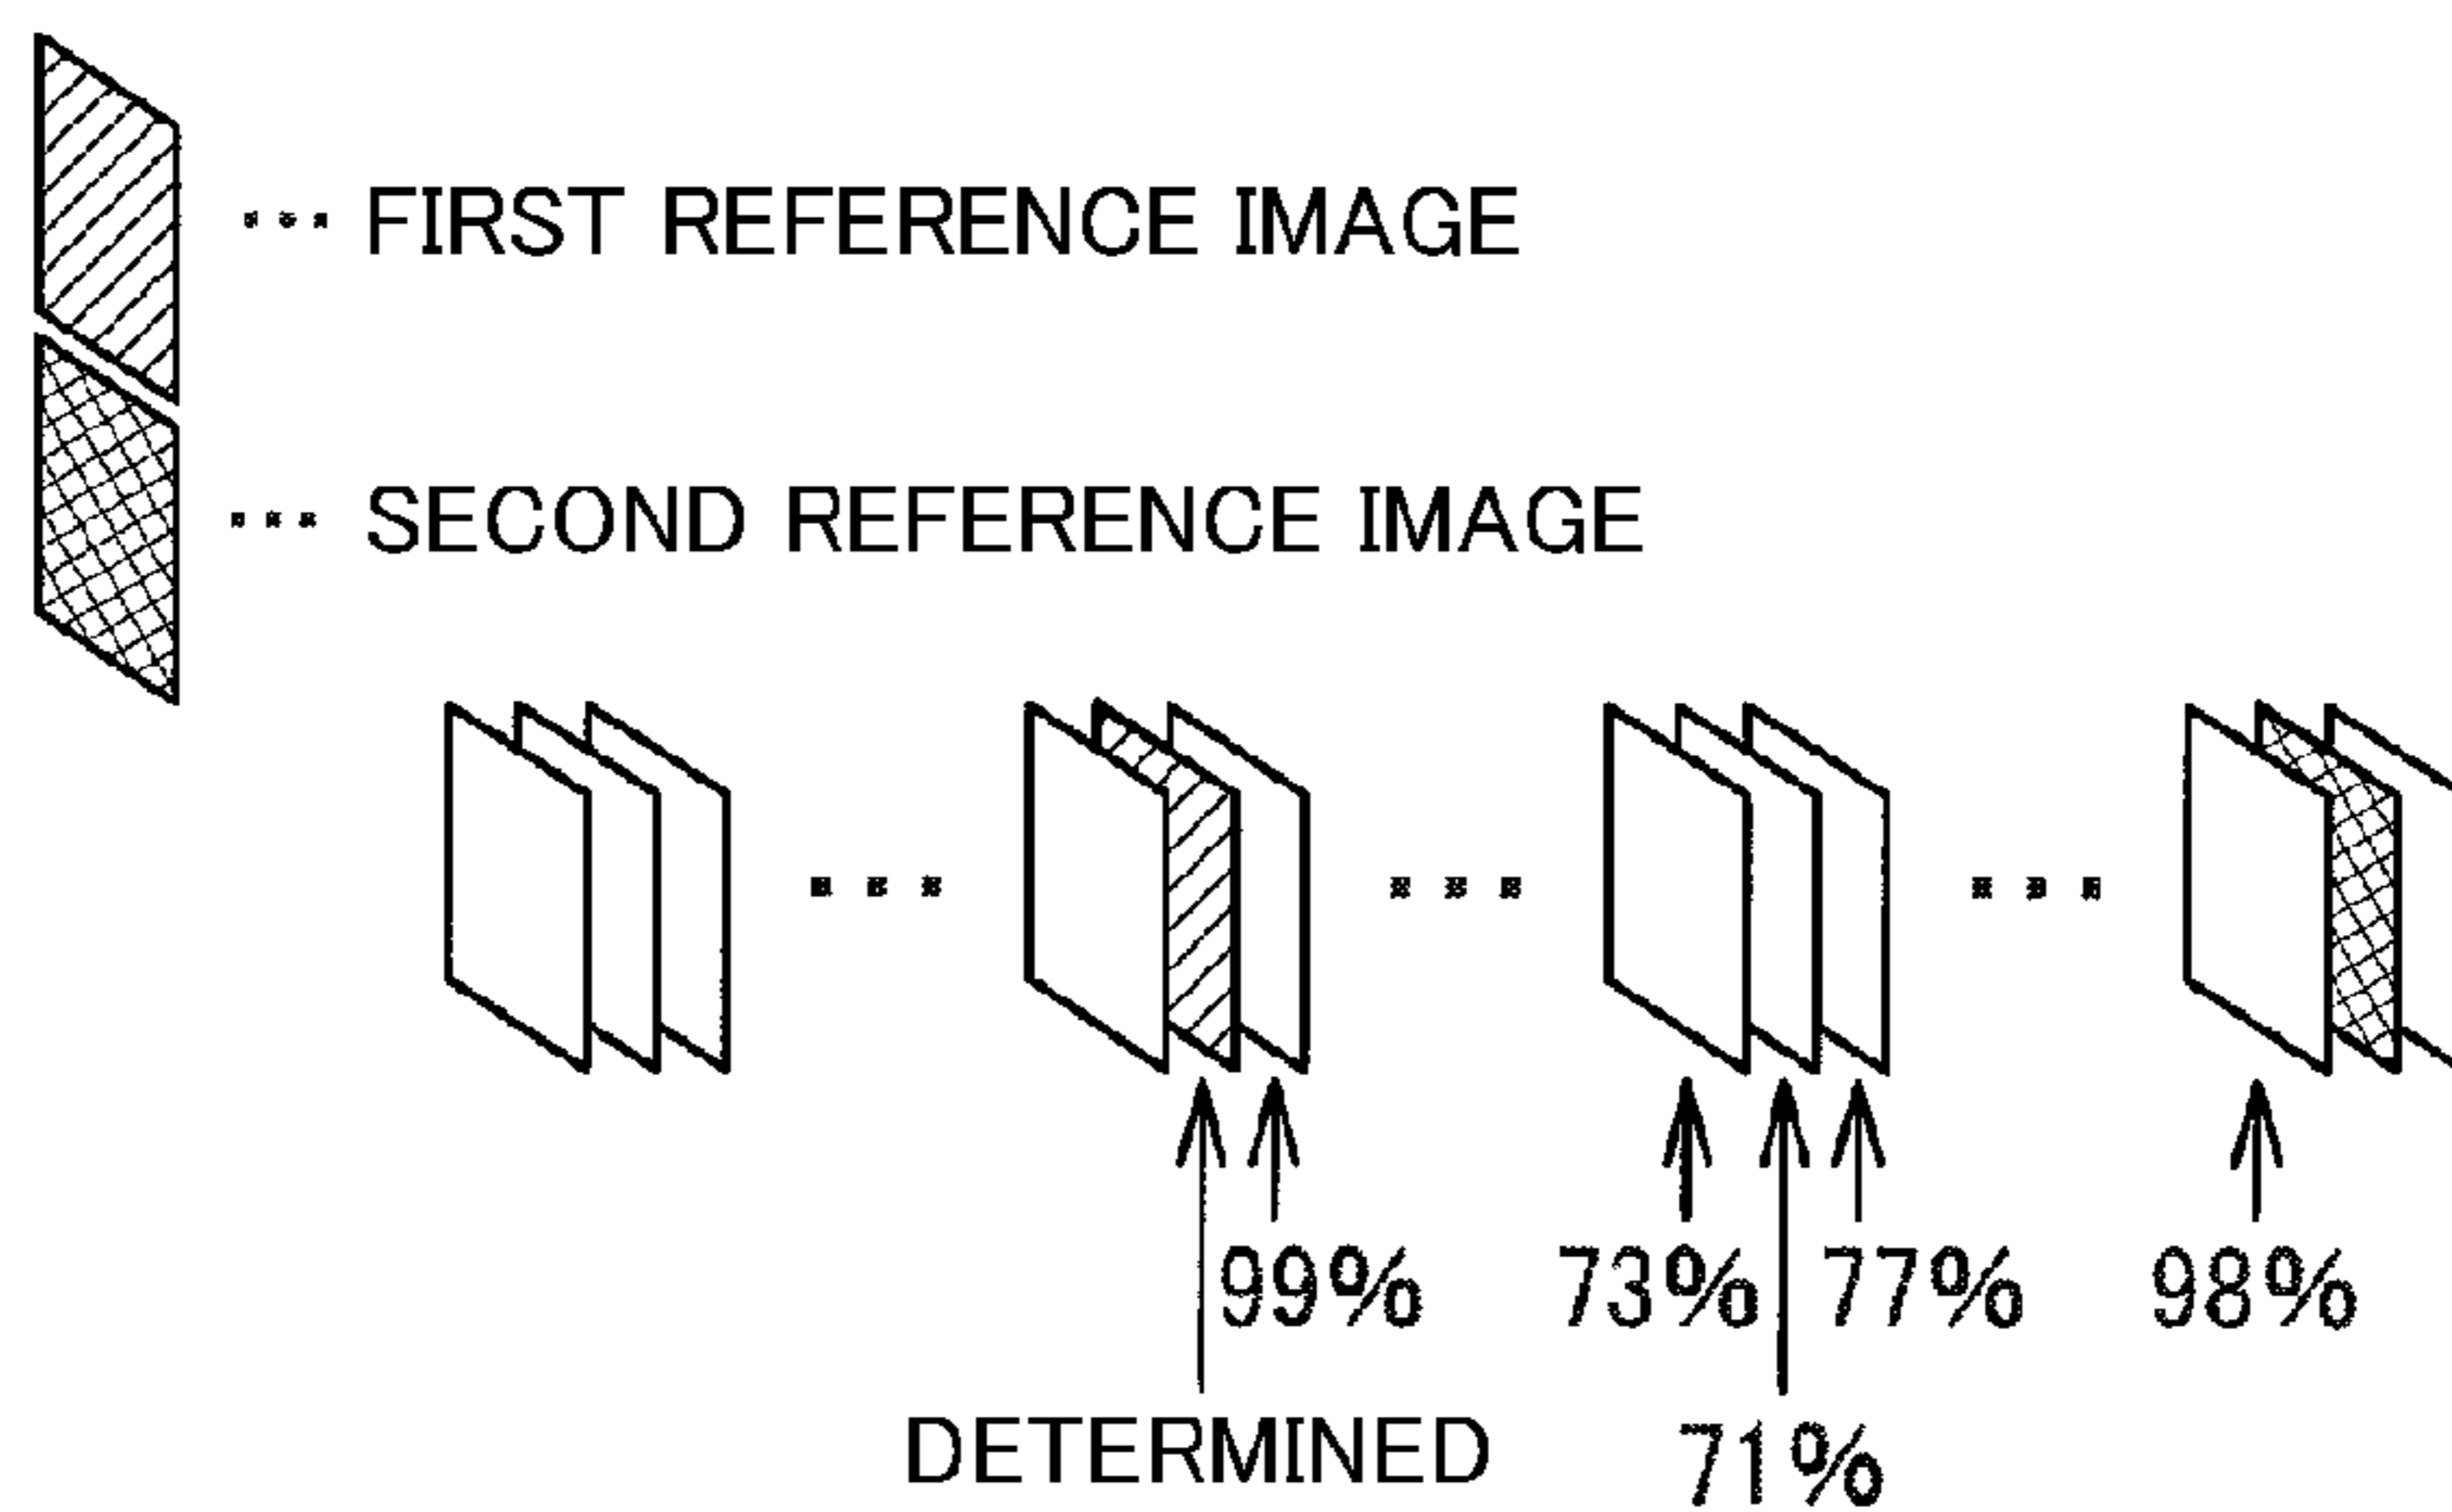 FIRST REFERENCE IMAGE
SECOND REFERENCE IMAGE
99% 73% 77% 98%
DETERMINED 71%